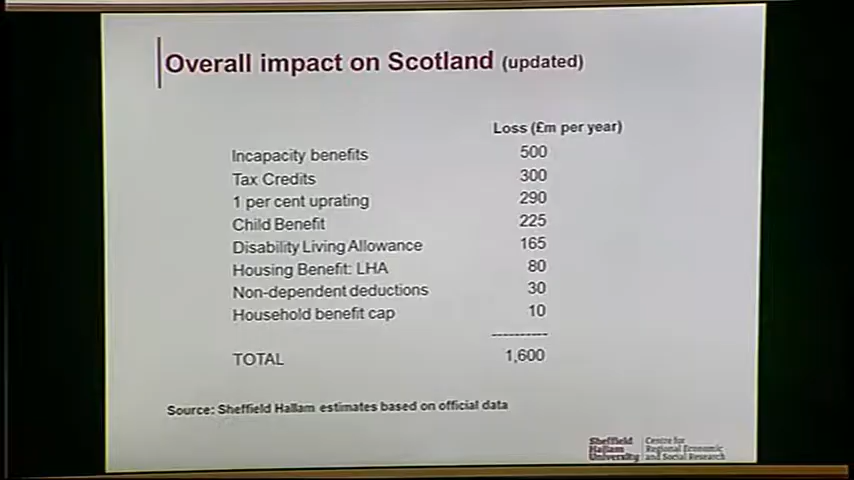 Overall impact on Scotland (updated)
Loss (£m per year)
Incapacity benefits 500
Tax Credits 300
1 per cent uprating 290
Child Benefit 225
Disability Living Allowance 165
Housing Benefit: LHA 80
Non-dependent deductions 30
Household benefit cap 10
----------
TOTAL 1,600
Source: Sheffield Hallam estimates based on official data
Sheffield Hallam University
Centre for Regional Economic and Social Research